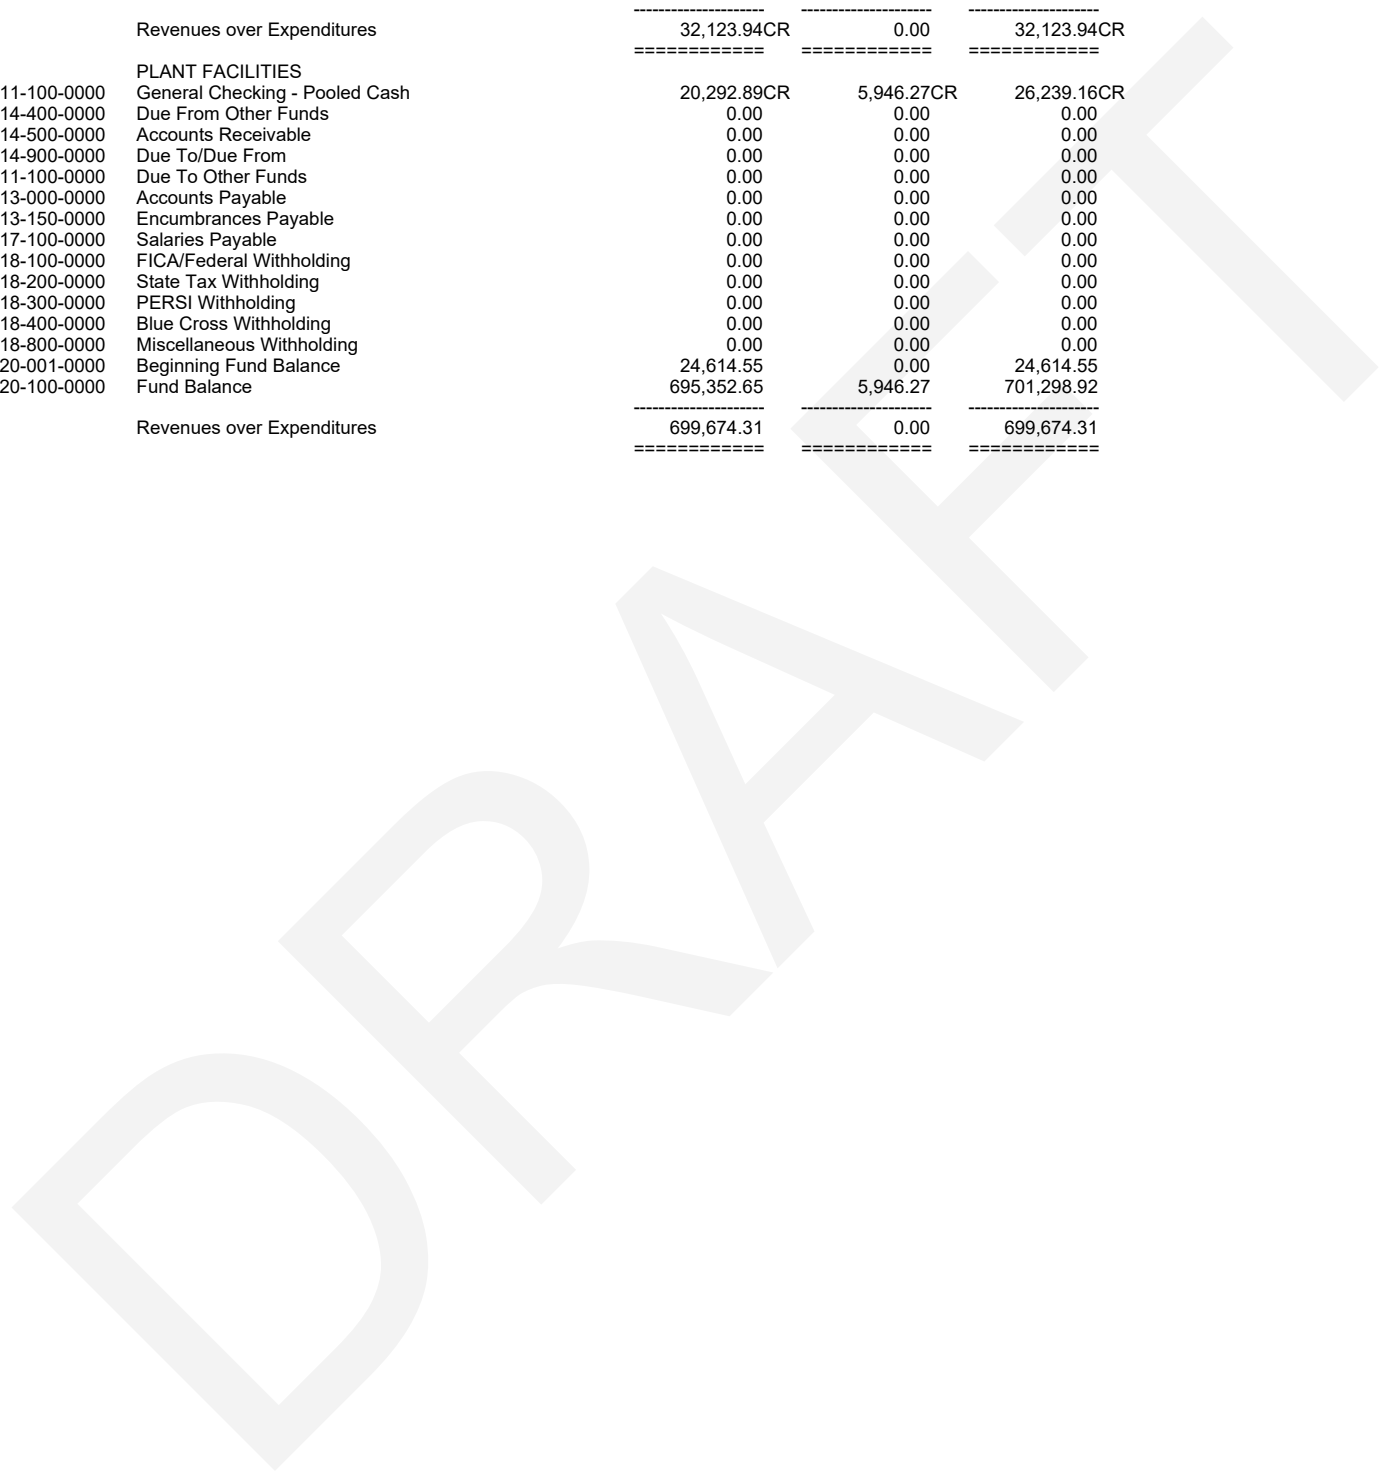 --------------------- --------------------- ---------------------
Revenues over Expenditures 32,123.94CR 0.00 32,123.94CR
============ ============ ============
PLANT FACILITIES
11-100-0000 General Checking - Pooled Cash 20,292.89CR 5,946.27CR 26,239.16CR
14-400-0000 Due From Other Funds 0.00 0.00 0.00
14-500-0000 Accounts Receivable 0.00 0.00 0.00
14-900-0000 Due To/Due From 0.00 0.00 0.00
11-100-0000 Due To Other Funds 0.00 0.00 0.00
13-000-0000 Accounts Payable 0.00 0.00 0.00
13-150-0000 Encumbrances Payable 0.00 0.00 0.00
17-100-0000 Salaries Payable 0.00 0.00 0.00
18-100-0000 FICA/Federal Withholding 0.00 0.00 0.00
18-200-0000 State Tax Withholding 0.00 0.00 0.00
18-300-0000 PERSI Withholding 0.00 0.00 0.00
18-400-0000 Blue Cross Withholding 0.00 0.00 0.00
18-800-0000 Miscellaneous Withholding 0.00 0.00 0.00
20-001-0000 Beginning Fund Balance 24,614.55 0.00 24,614.55
20-100-0000 Fund Balance 695,352.65 5,946.27 701,298.92
--------------------- --------------------- ---------------------
Revenues over Expenditures 699,674.31 0.00 699,674.31
============ ============ ============
DRAFT